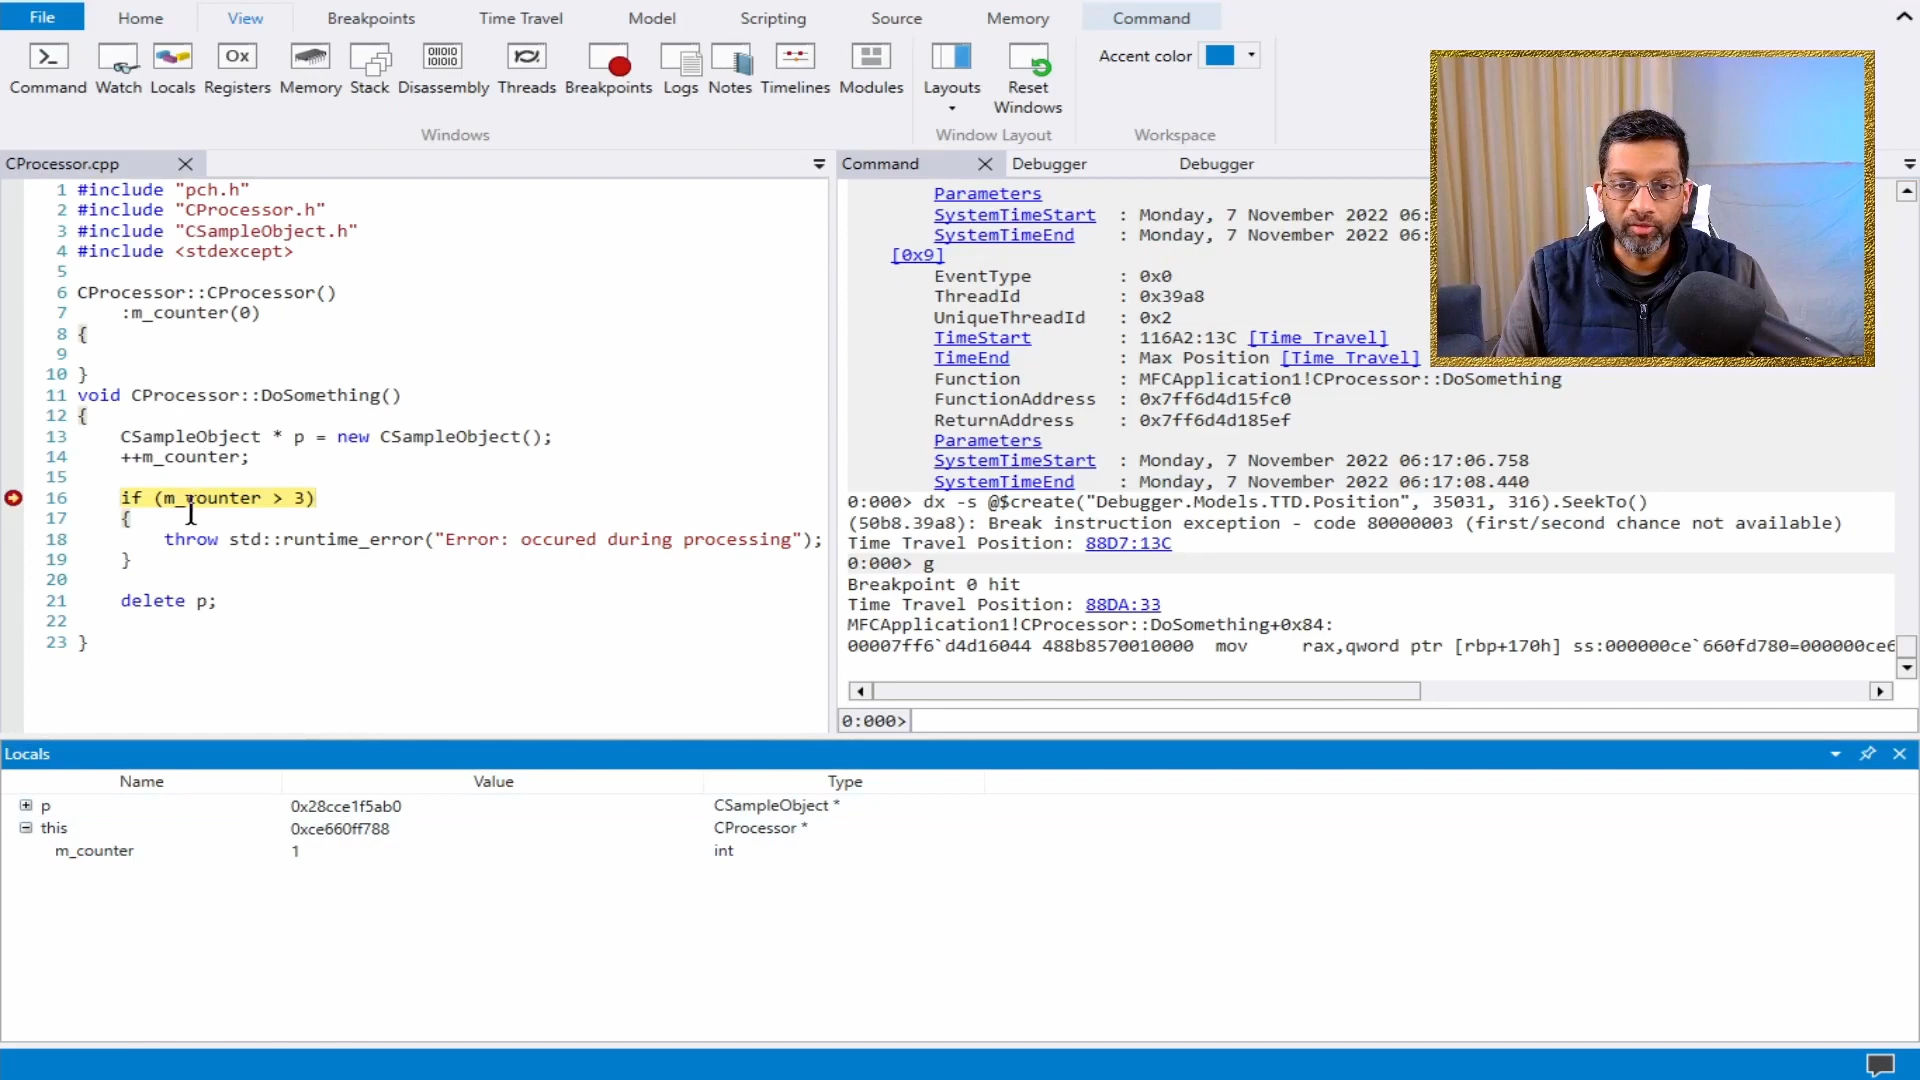 File Home View Breakpoints Time Travel Model Scripting Source Memory Command
Command Watch Locals Registers Memory Stack Disassembly Threads Breakpoints Logs Notes Timelines Modules Layouts Reset Windows Accent color
Windows Window Layout Workspace
CProcessor.cpp
1 #include "pch.h"
2 #include "CProcessor.h"
3 #include "CSampleObject.h"
4 #include <stdexcept>
5
6 CProcessor::CProcessor()
7 :m_counter(0)
8 {
9
10 }
11 void CProcessor::DoSomething()
12 {
13 CSampleObject * p = new CSampleObject();
14 ++m_counter;
15
16 if (m_counter > 3)
17 {
18 throw std::runtime_error("Error: occured during processing");
19 }
20
21 delete p;
22
23 }
Command Debugger Debugger
Parameters
SystemTimeStart : Monday, 7 November 2022 06:
SystemTimeEnd : Monday, 7 November 2022 06:
[0x9]
EventType : 0x0
ThreadId : 0x39a8
UniqueThreadId : 0x2
TimeStart : 116A2:13C [Time Travel]
TimeEnd : Max Position [Time Travel]
Function : MFCApplication1!CProcessor::DoSomething
FunctionAddress : 0x7ff6d4d15fc0
ReturnAddress : 0x7ff6d4d185ef
Parameters
SystemTimeStart : Monday, 7 November 2022 06:17:06.758
SystemTimeEnd : Monday, 7 November 2022 06:17:08.440
0:000> dx -s @$create("Debugger.Models.TTD.Position", 35031, 316).SeekTo()
(50b8.39a8): Break instruction exception - code 80000003 (first/second chance not available)
Time Travel Position: 88D7:13C
0:000> g
Breakpoint 0 hit
Time Travel Position: 88DA:33
MFCApplication1!CProcessor::DoSomething+0x84:
00007ff6`d4d16044 488b8570010000 mov rax,qword ptr [rbp+170h] ss:000000ce`660fd780=000000ce6
0:000>
Locals
Name Value Type
p 0x28cce1f5ab0 CSampleObject *
this 0xce660ff788 CProcessor *
m_counter 1 int